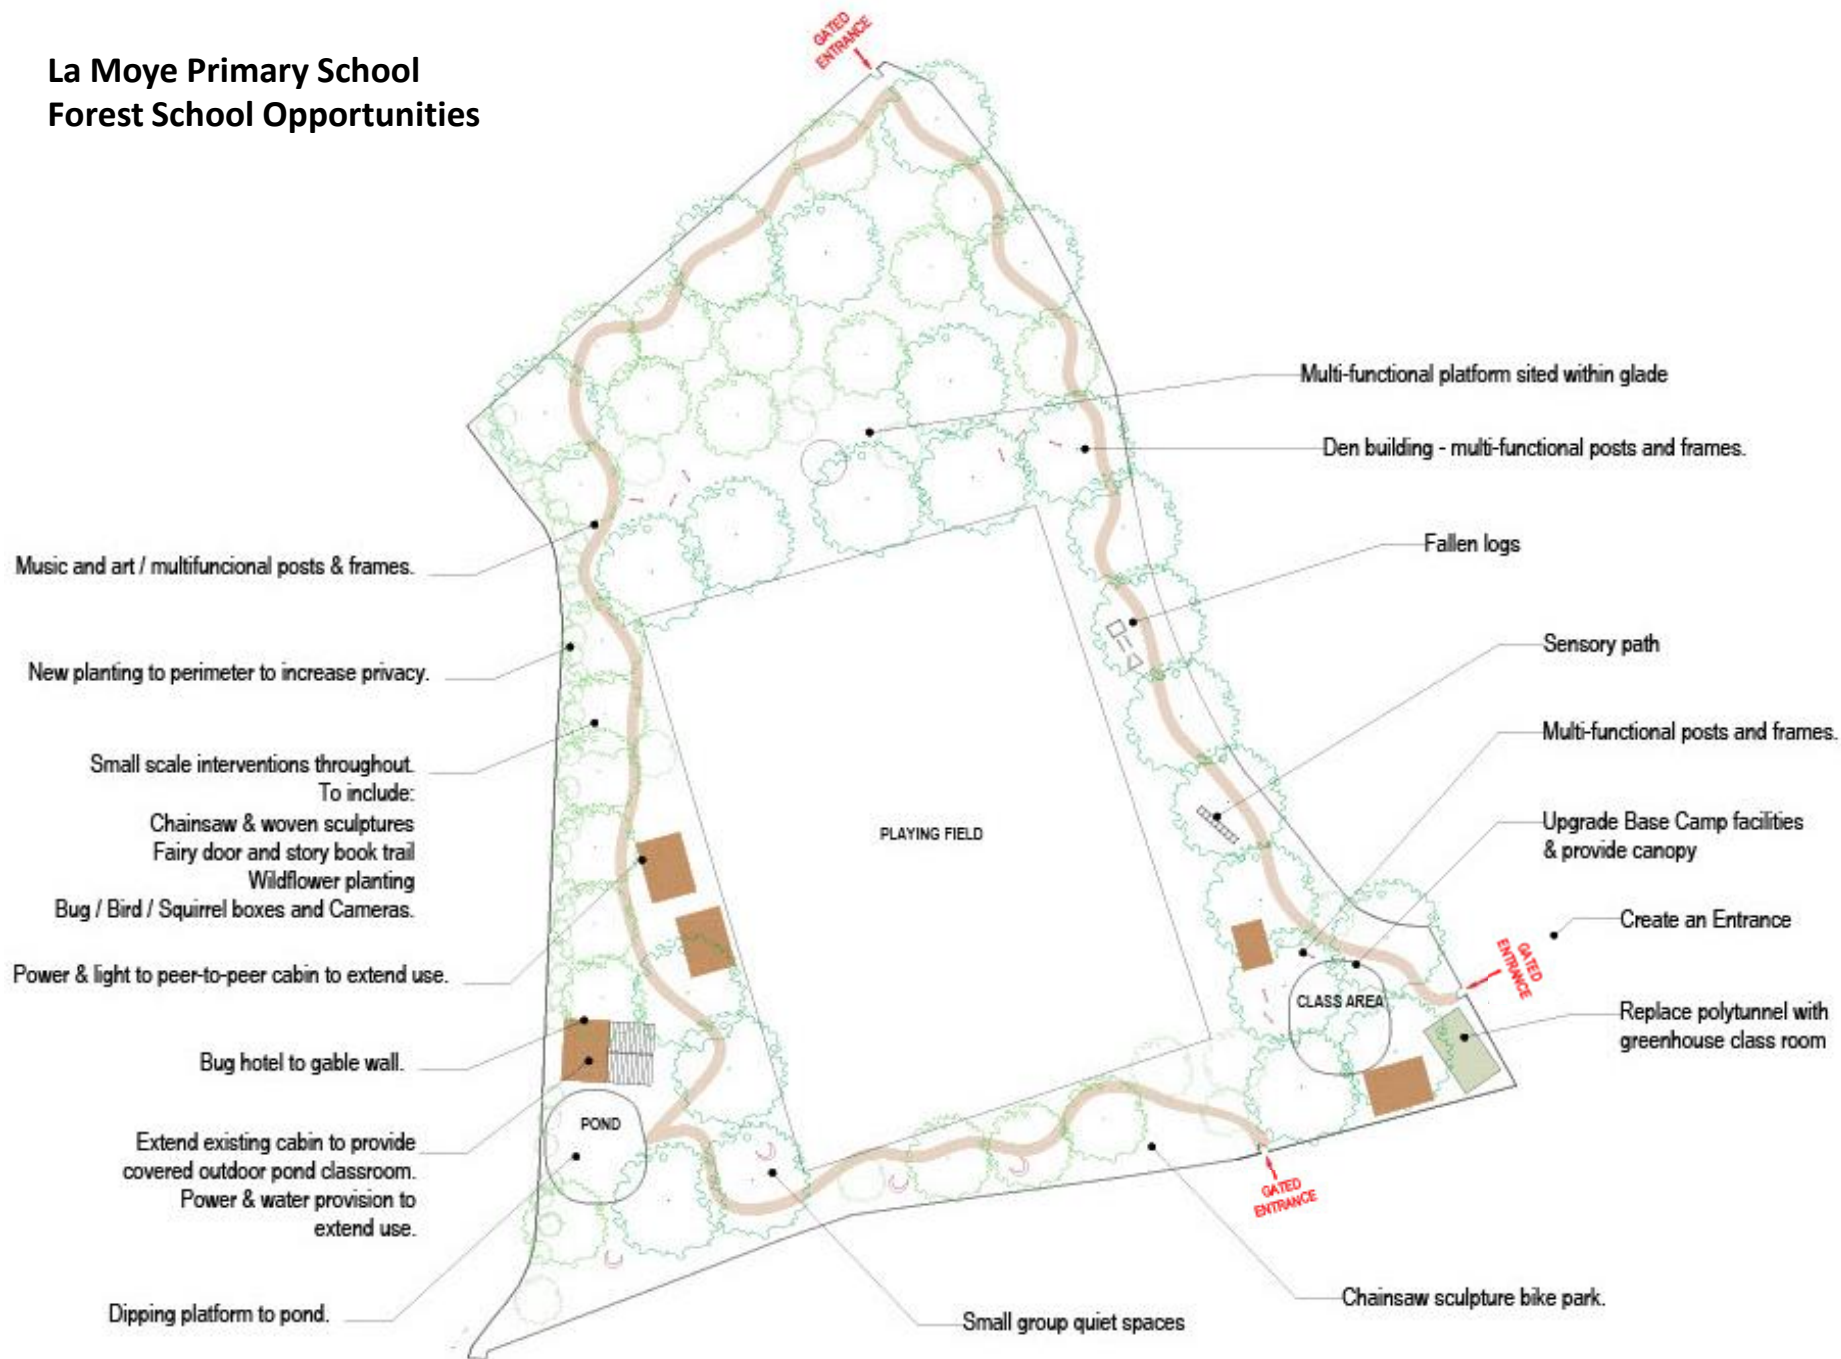 La Moye Primary School
Forest School Opportunities
GATED
ENTRANCE
Multi-functional platform sited within glade
Den building - multi-functional posts and frames.
Fallen logs
Sensory path
Multi-functional posts and frames.
Upgrade Base Camp facilities
& provide canopy
Create an Entrance
GATED
ENTRANCE
Replace polytunnel with
greenhouse class room
Music and art / multifuncional posts & frames.
New planting to perimeter to increase privacy.
Small scale interventions throughout.
To include:
Chainsaw & woven sculptures
Fairy door and story book trail
Wildflower planting
Bug / Bird / Squirrel boxes and Cameras.
Power & light to peer-to-peer cabin to extend use.
Bug hotel to gable wall.
Extend existing cabin to provide
covered outdoor pond classroom.
Power & water provision to
extend use.
Dipping platform to pond.
PLAYING FIELD
CLASS AREA
POND
GATED
ENTRANCE
Small group quiet spaces
Chainsaw sculpture bike park.